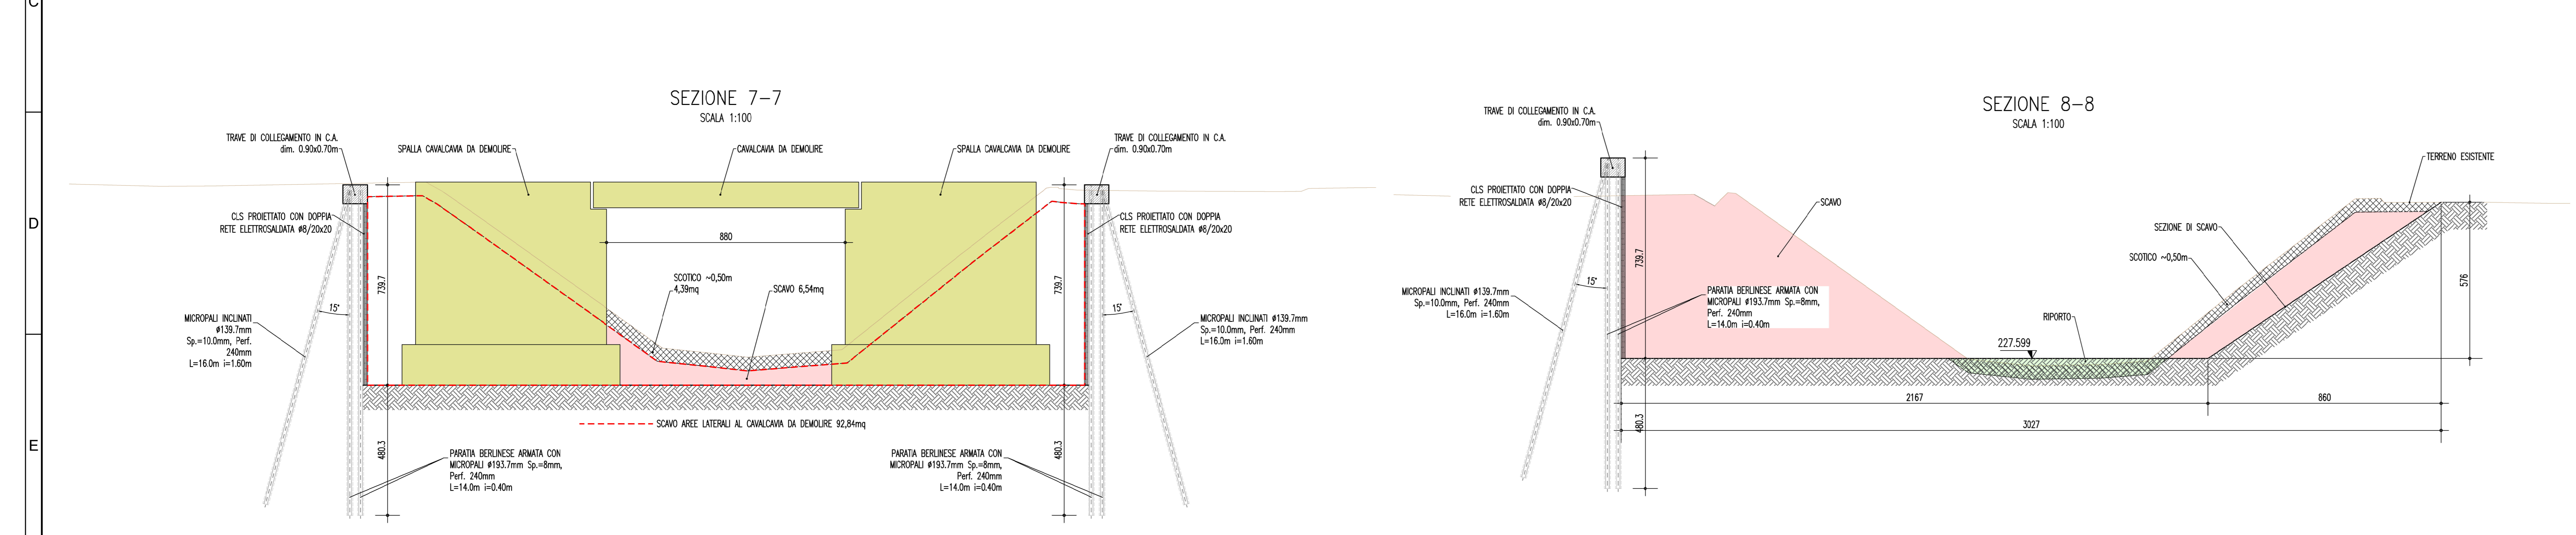 C
D
E
SEZIONE 7-7
SCALA 1:100
TRAVE DI COLLEGAMENTO IN C.A.
dim. 0.90x0.70m
SPALLA CAVALCAVIA DA DEMOLIRE
CAVALCAVIA DA DEMOLIRE
SPALLA CAVALCAVIA DA DEMOLIRE
TRAVE DI COLLEGAMENTO IN C.A.
dim. 0.90x0.70m
CLS PROIETTATO CON DOPPIA
RETE ELETTROSALDATA ø8/20x20
CLS PROIETTATO CON DOPPIA
RETE ELETTROSALDATA ø8/20x20
880
739.7
739.7
SCOTICO ~0,50m
4,39mq
SCAVO 6,54mq
15°
15°
MICROPALI INCLINATI
ø139.7mm
Sp.=10.0mm, Perf.
240mm
L=16.0m i=1.60m
MICROPALI INCLINATI ø139.7mm
Sp.=10.0mm, Perf. 240mm
L=16.0m i=1.60m
SCAVO AREE LATERALI AL CAVALCAVIA DA DEMOLIRE 92,84mq
480.3
480.3
PARATIA BERLINESE ARMATA CON
MICROPALI ø193.7mm Sp.=8mm,
Perf. 240mm
L=14.0m i=0.40m
PARATIA BERLINESE ARMATA CON
MICROPALI ø193.7mm Sp.=8mm,
Perf. 240mm
L=14.0m i=0.40m
SEZIONE 8-8
SCALA 1:100
TRAVE DI COLLEGAMENTO IN C.A.
dim. 0.90x0.70m
CLS PROIETTATO CON DOPPIA
RETE ELETTROSALDATA ø8/20x20
SCAVO
TERRENO ESISTENTE
SEZIONE DI SCAVO
SCOTICO ~0,50m
739.7
15°
MICROPALI INCLINATI ø139.7mm
Sp.=10.0mm, Perf. 240mm
L=16.0m i=1.60m
PARATIA BERLINESE ARMATA CON
MICROPALI ø193.7mm Sp.=8mm,
Perf. 240mm
L=14.0m i=0.40m
RIPORTO
227.599
576
2167
860
480.3
3027